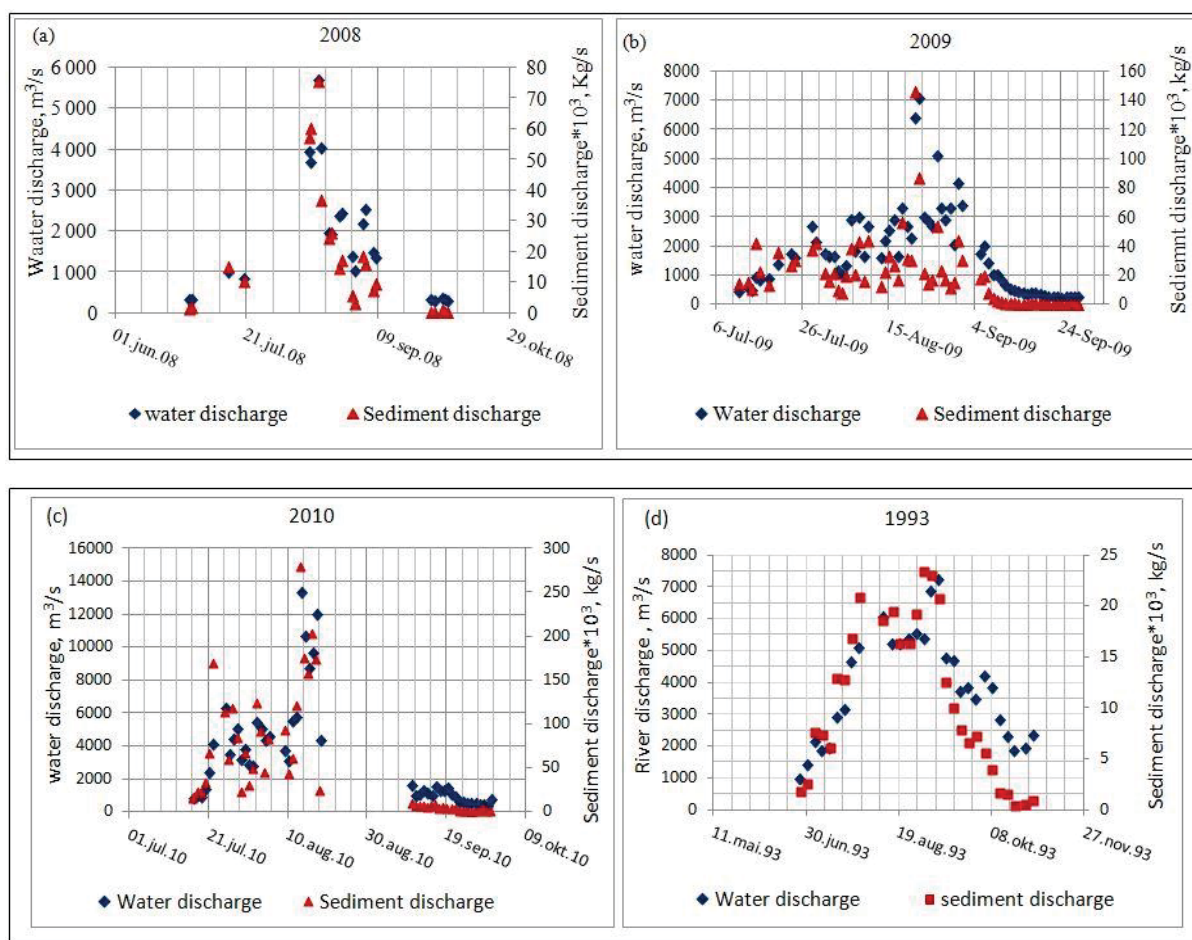 (a)
2008
Waater discharge, m³/s
6 000
5 000
4 000
3 000
2 000
1 000
0
80
70
60
50
40
30
20
10
0
Sediment discharge*10³, Kg/s
01.jun.08
21.jul.08
09.sep.08
29.okt.08
water discharge
Sediment discharge
(b)
2009
water discharge, m³/s
8000
7000
6000
5000
4000
3000
2000
1000
0
160
140
120
100
80
60
40
20
0
Sediemnt discharge*10³, kg/s
6-Jul-09
26-Jul-09
15-Aug-09
4-Sep-09
24-Sep-09
Water discharge
Sediment discharge
(c)
2010
water discharge, m³/s
16000
14000
12000
10000
8000
6000
4000
2000
0
300
250
200
150
100
50
0
Sediment discharge*10³, kg/s
01.jul.10
21.jul.10
10.aug.10
30.aug.10
19.sep.10
09.okt.10
Water discharge
Sediment discharge
(d)
1993
River discharge , m³/s
8000
7000
6000
5000
4000
3000
2000
1000
0
25
20
15
10
5
0
Sediment discharge*10³, kg/s
11.mai.93
30.jun.93
19.aug.93
08.okt.93
27.nov.93
Water discharge
sediment discharge